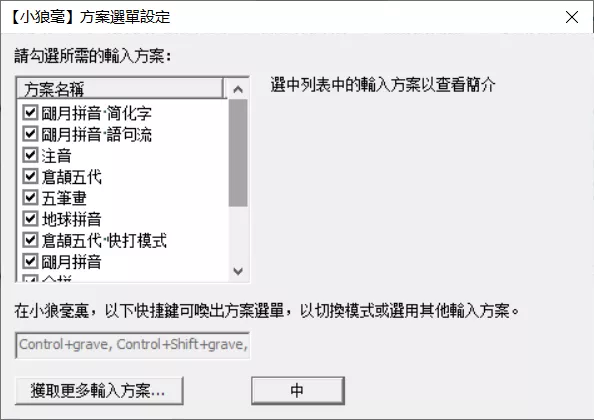 【小狼毫】方案選單設定
請勾選所需的輸入方案：
方案名稱
選中列表中的輸入方案以查看簡介
朙月拼音·简化字
朙月拼音·語句流
注音
倉頡五代
五筆畫
地球拼音
倉頡五代·快打模式
朙月拼音
在小狼毫裏，以下快捷鍵可喚出方案選單，以切換模式或選用其他輸入方案。
Control+grave, Control+Shift+grave,
獲取更多輸入方案...
中